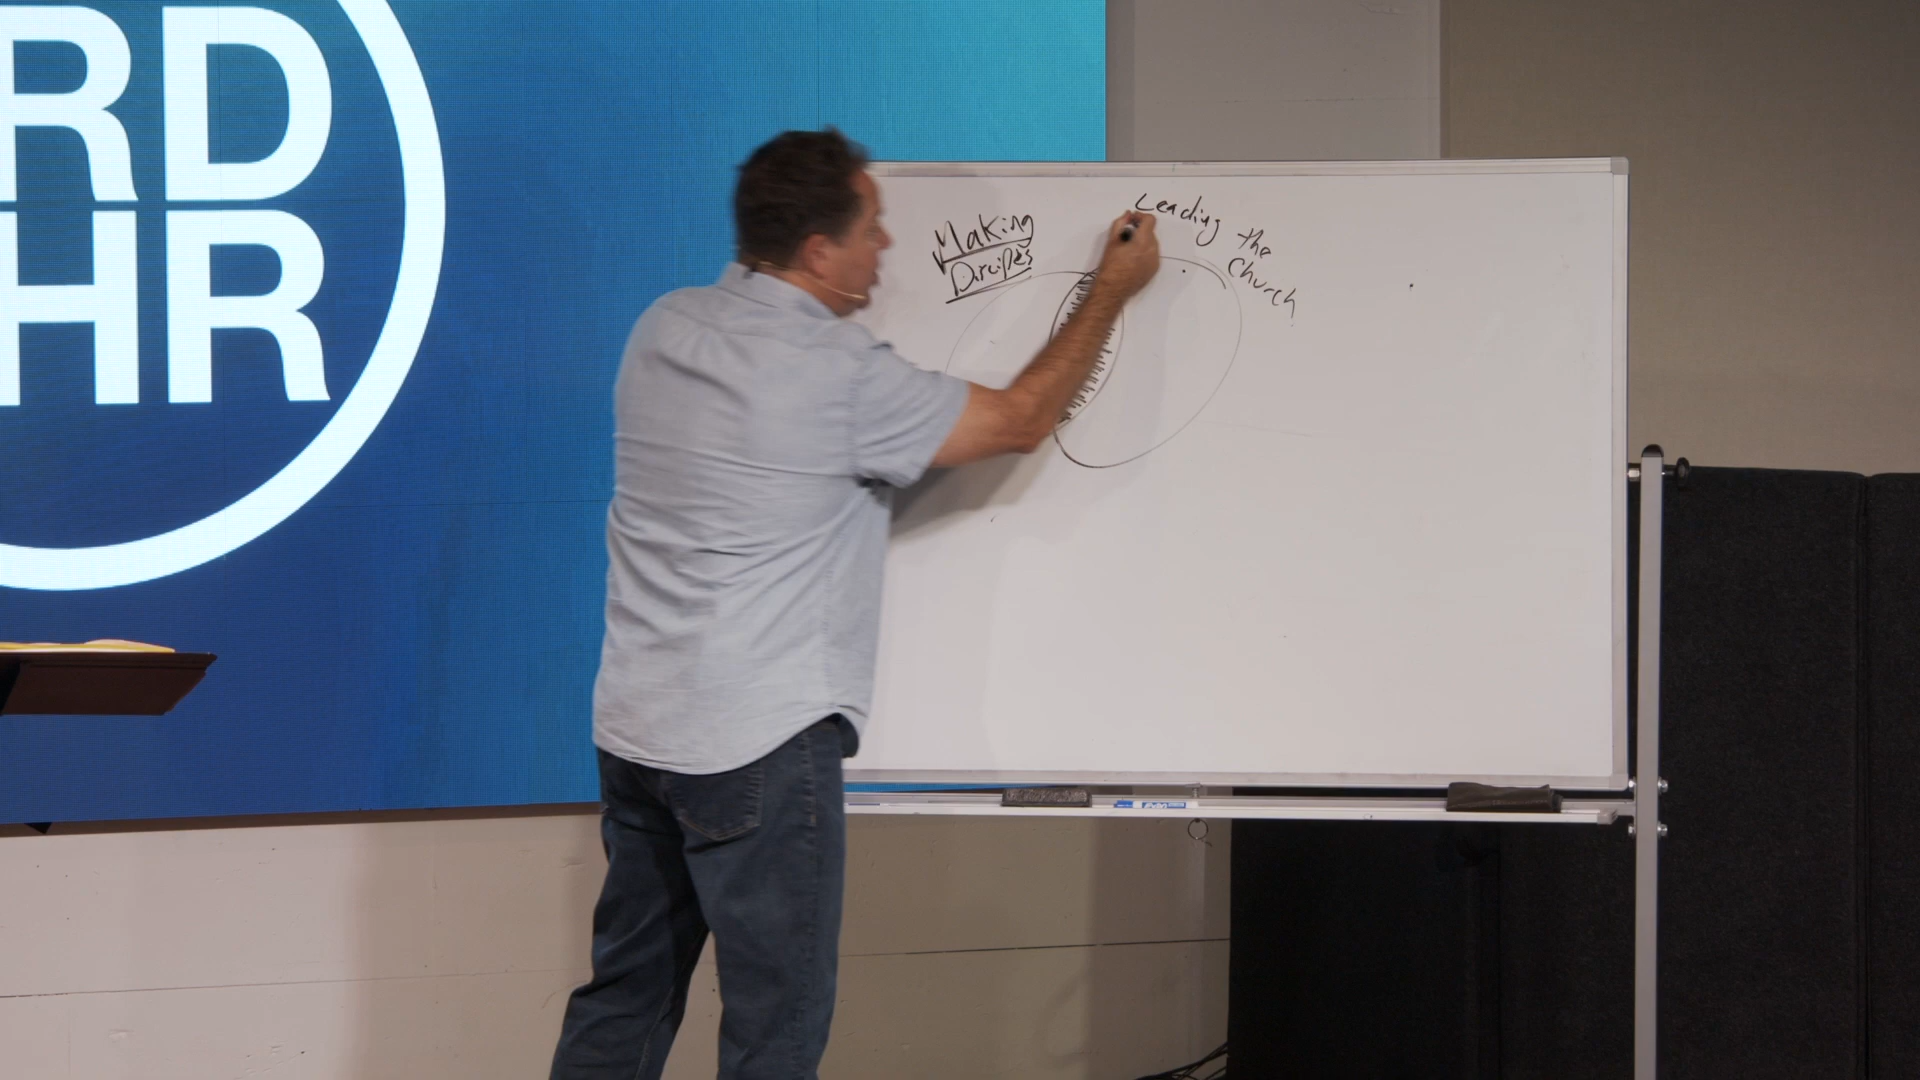 RD
HR
Making
Disciples
Leading the
Church